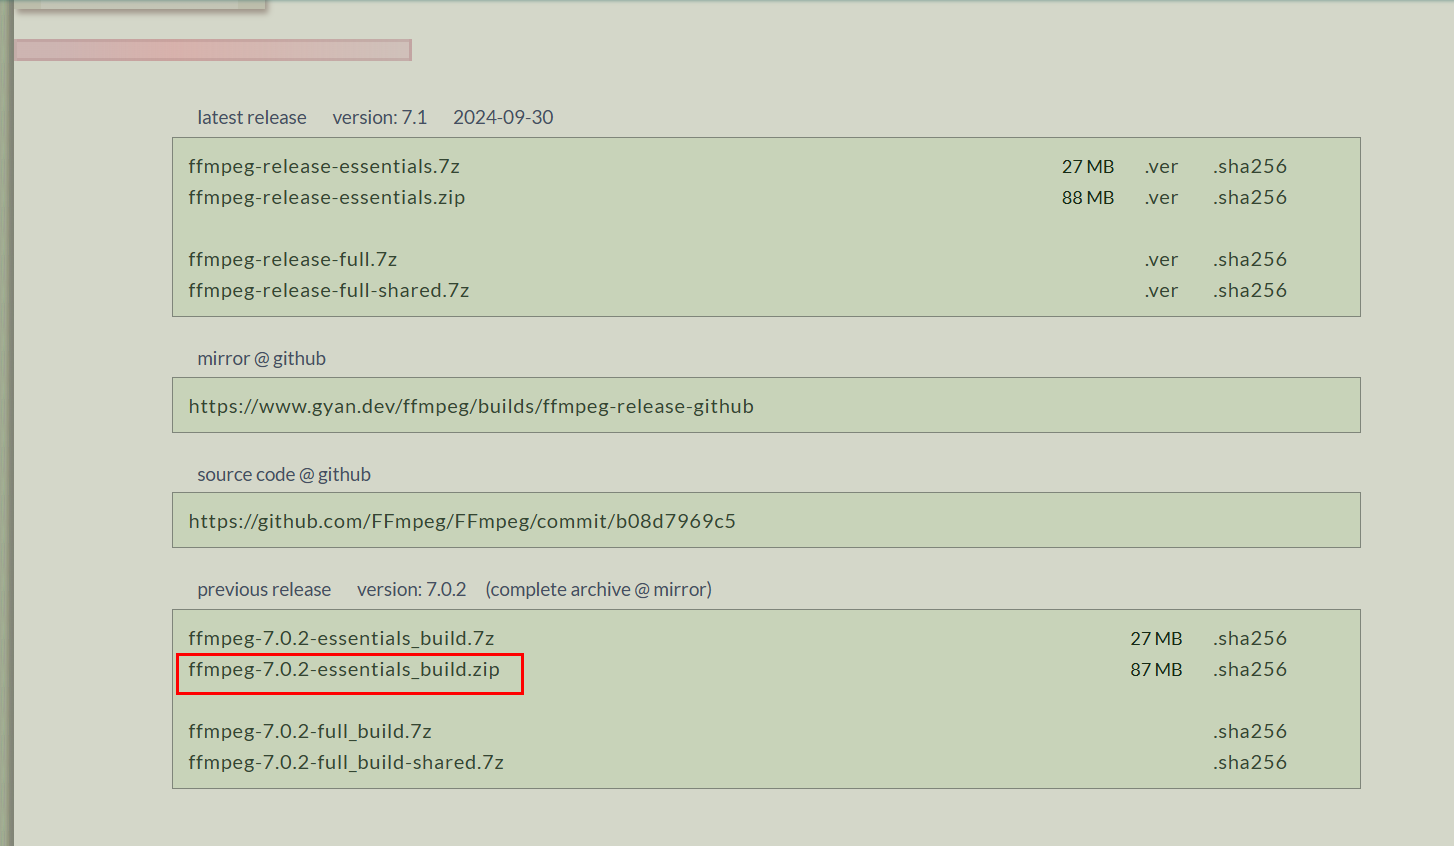 latest release version: 7.1 2024-09-30
ffmpeg-release-essentials.7z 27 MB .ver .sha256
ffmpeg-release-essentials.zip 88 MB .ver .sha256
ffmpeg-release-full.7z .ver .sha256
ffmpeg-release-full-shared.7z .ver .sha256
mirror @ github
https://www.gyan.dev/ffmpeg/builds/ffmpeg-release-github
source code @ github
https://github.com/FFmpeg/FFmpeg/commit/b08d7969c5
previous release version: 7.0.2 (complete archive @ mirror)
ffmpeg-7.0.2-essentials_build.7z 27 MB .sha256
ffmpeg-7.0.2-essentials_build.zip 87 MB .sha256
ffmpeg-7.0.2-full_build.7z .sha256
ffmpeg-7.0.2-full_build-shared.7z .sha256